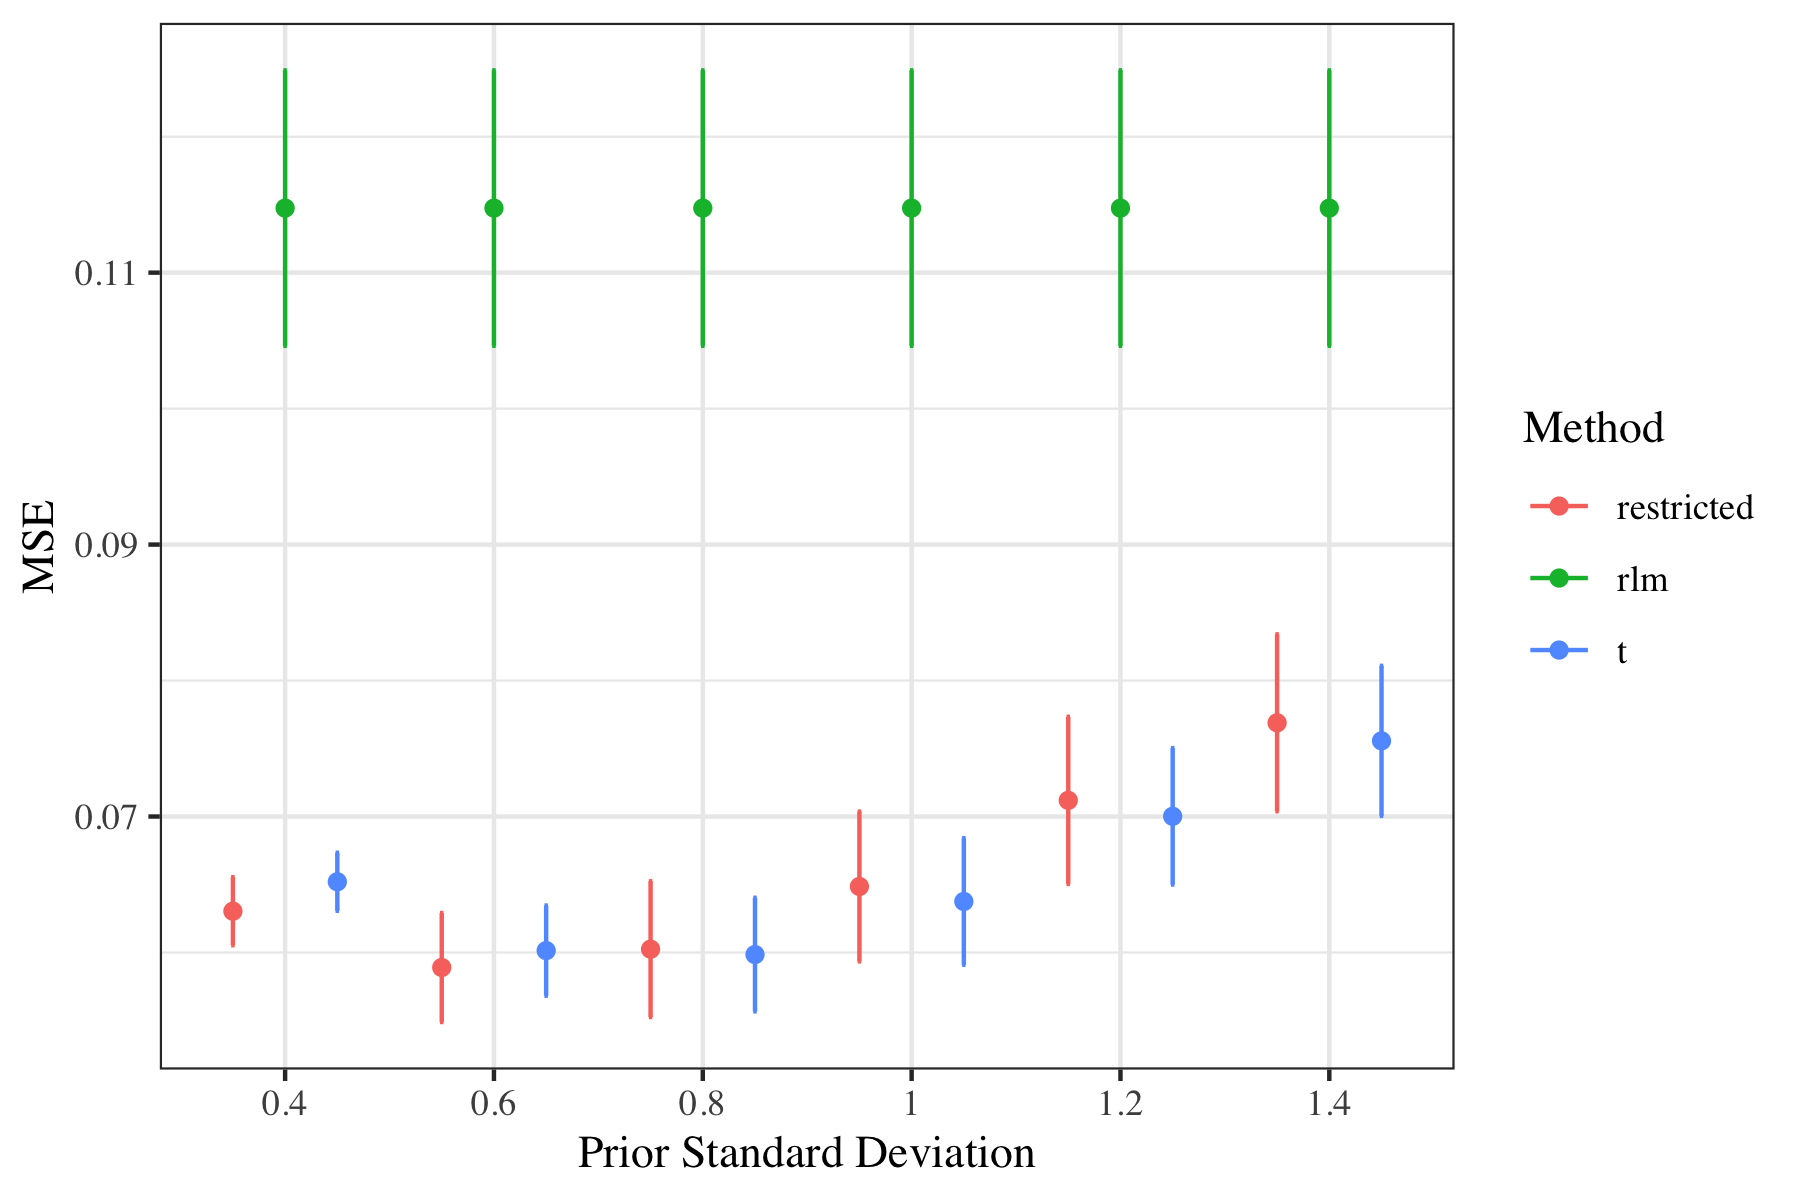 MSE
0.11
0.09
0.07
0.4 0.6 0.8 1 1.2 1.4
Prior Standard Deviation
Method
restricted
rlm
t